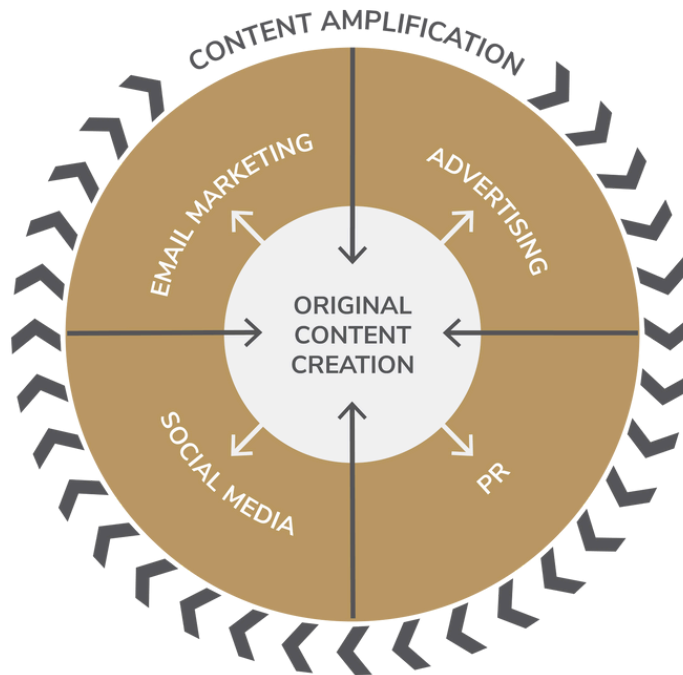 CONTENT AMPLIFICATION
EMAIL MARKETING
ADVERTISING
ORIGINAL
CONTENT
CREATION
SOCIAL MEDIA
PR